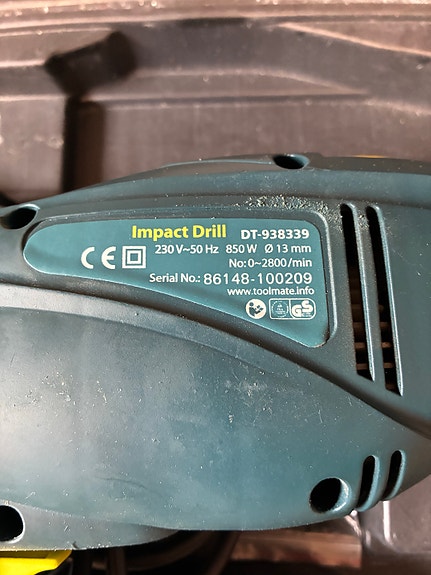 Impact Drill DT-938339
230 V~50 Hz 850 W Ø 13 mm
No: 0~2800/min
CE
Serial No.: 86148-100209
www.toolmate.info
GS